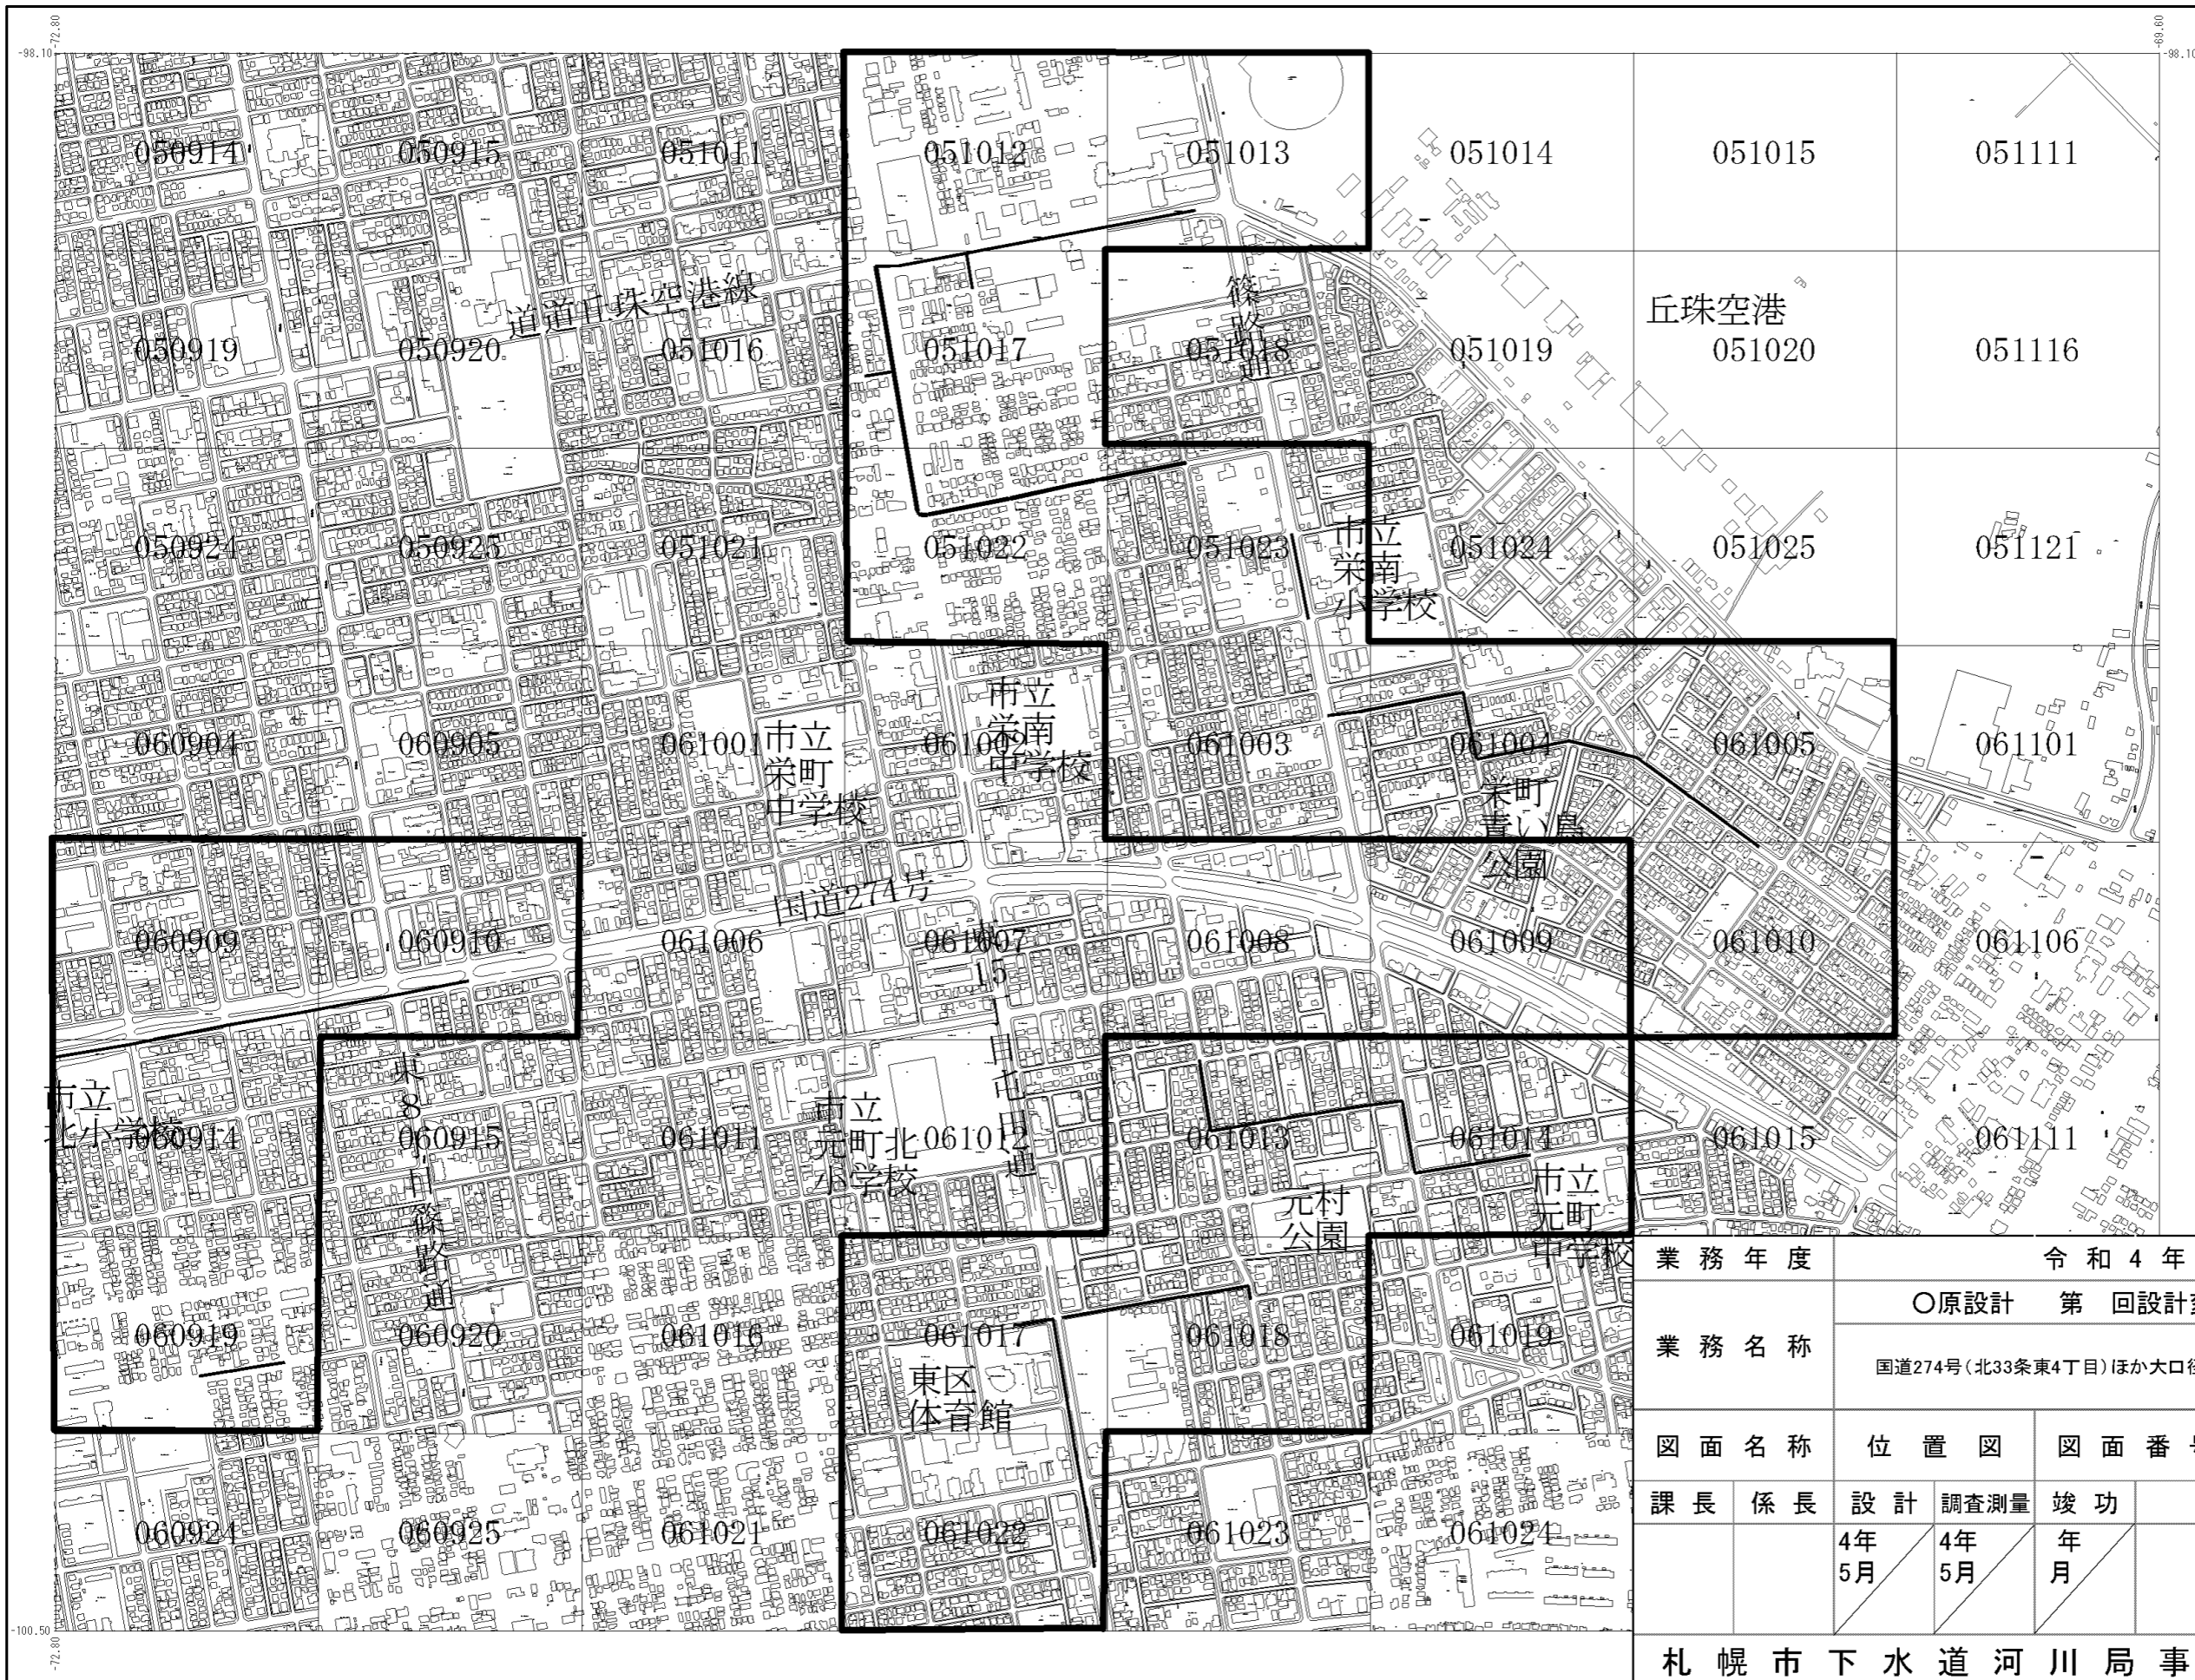 -72.80
-69.60
-98.10
-98.10
050914
050915
051011
051012
051013
051014
051015
051111
道道丘珠空港線
篠路通
丘珠空港
050919
050920
051016
051017
051018
051019
051020
051116
050924
050925
051021
051022
051023
市立
栄南
小学校
051024
051025
051121
060904
060905
061001
市立
栄町
中学校
061002
市立
栄南
中学校
061003
061004
061005
061101
栄町
青い鳥
公園
国道274号
060909
060910
061006
061007
061008
061009
061010
061106
市立
北小学校
060914
東8丁目篠路通
060915
061011
市立
元町北
小学校
061012
15丁目屯田通
061013
061014
061015
061111
元村
公園
市立
元町
中学校
060919
060920
061016
061017
061018
061019
東区
体育館
060924
060925
061021
061022
061023
061024
-100.50
-72.80
業務年度
令和4年
業務名称
〇原設計 第 回設計
国道274号(北33条東4丁目)ほか大口
図面名称
位置図
図面番
課長
係長
設計
調査測量
竣功
4年
5月
4年
5月
年
月
札幌市下水道河川局事